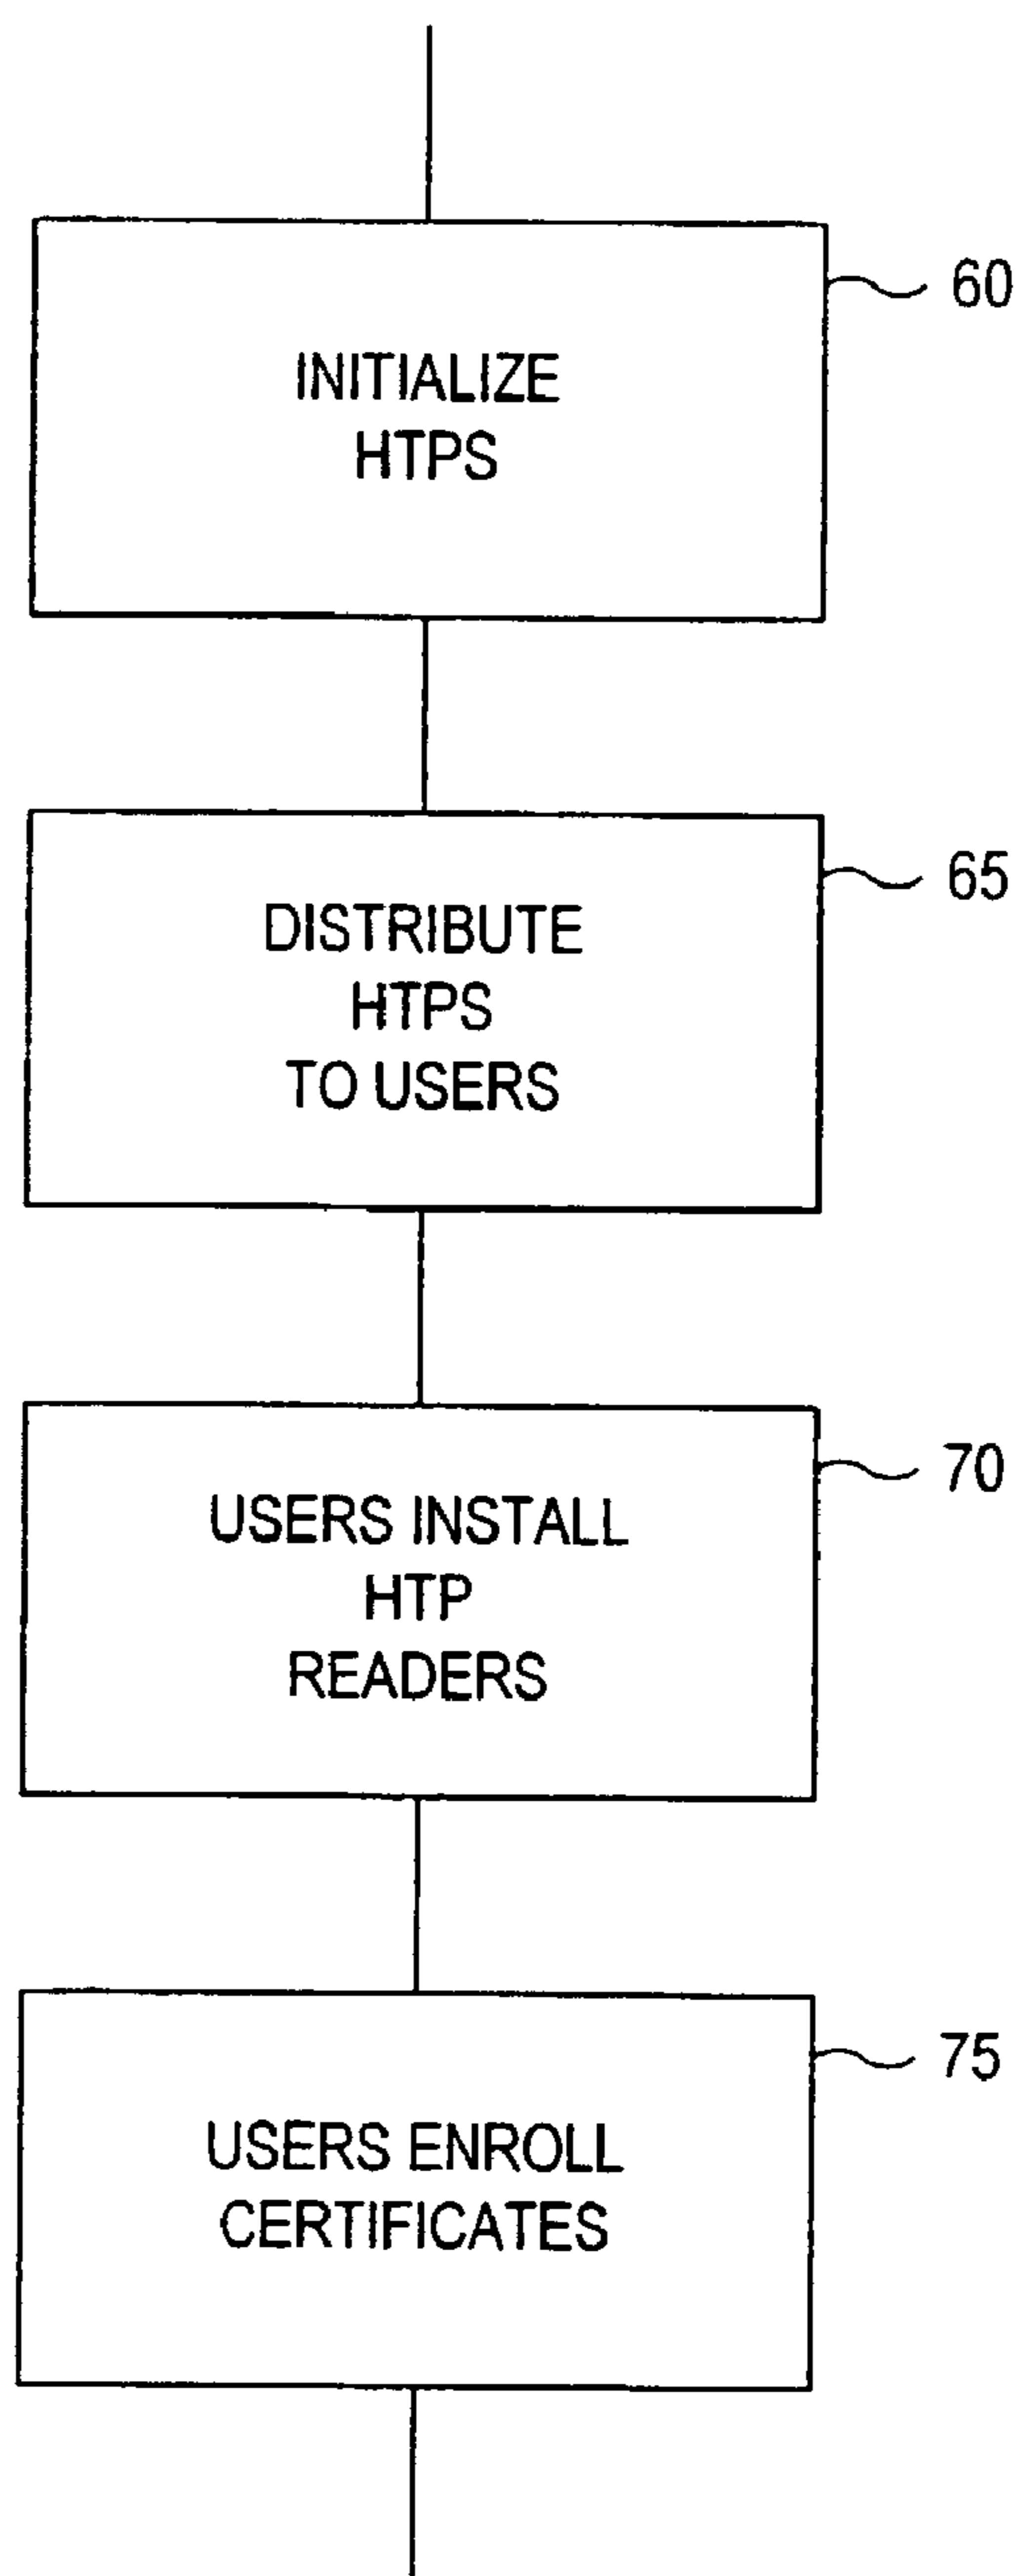 60
INITIALIZE
HTPS
65
DISTRIBUTE
HTPS
TO USERS
70
USERS INSTALL
HTP
READERS
75
USERS ENROLL
CERTIFICATES